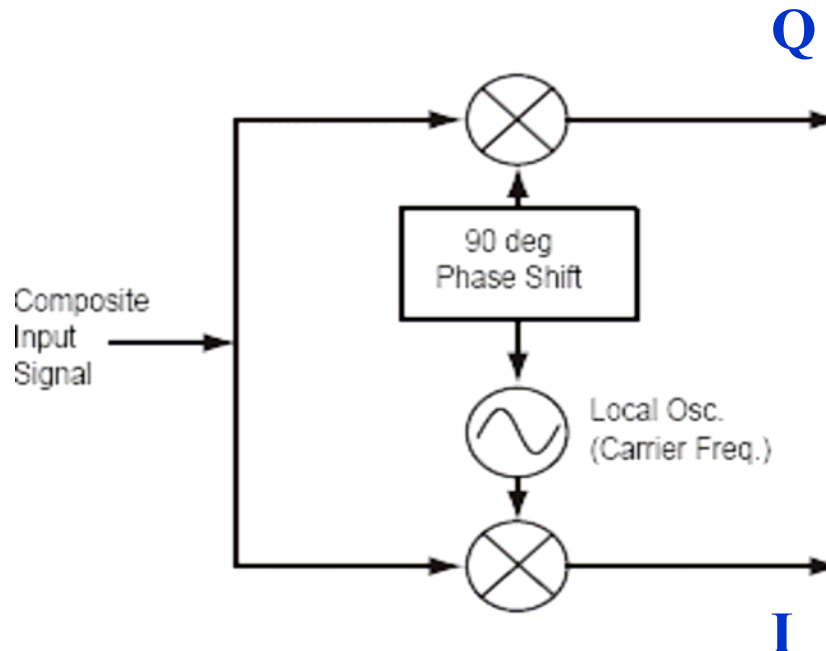 Q
90 deg
Phase Shift
Composite
Input
Signal
Local Osc.
(Carrier Freq.)
I